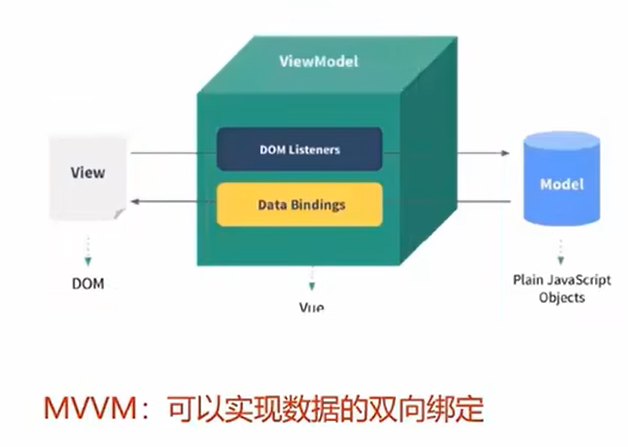 ViewModel
DOM Listeners
View
Model
Data Bindings
DOM
Plain JavaScript
Objects
Vue
MVVM：可以实现数据的双向绑定